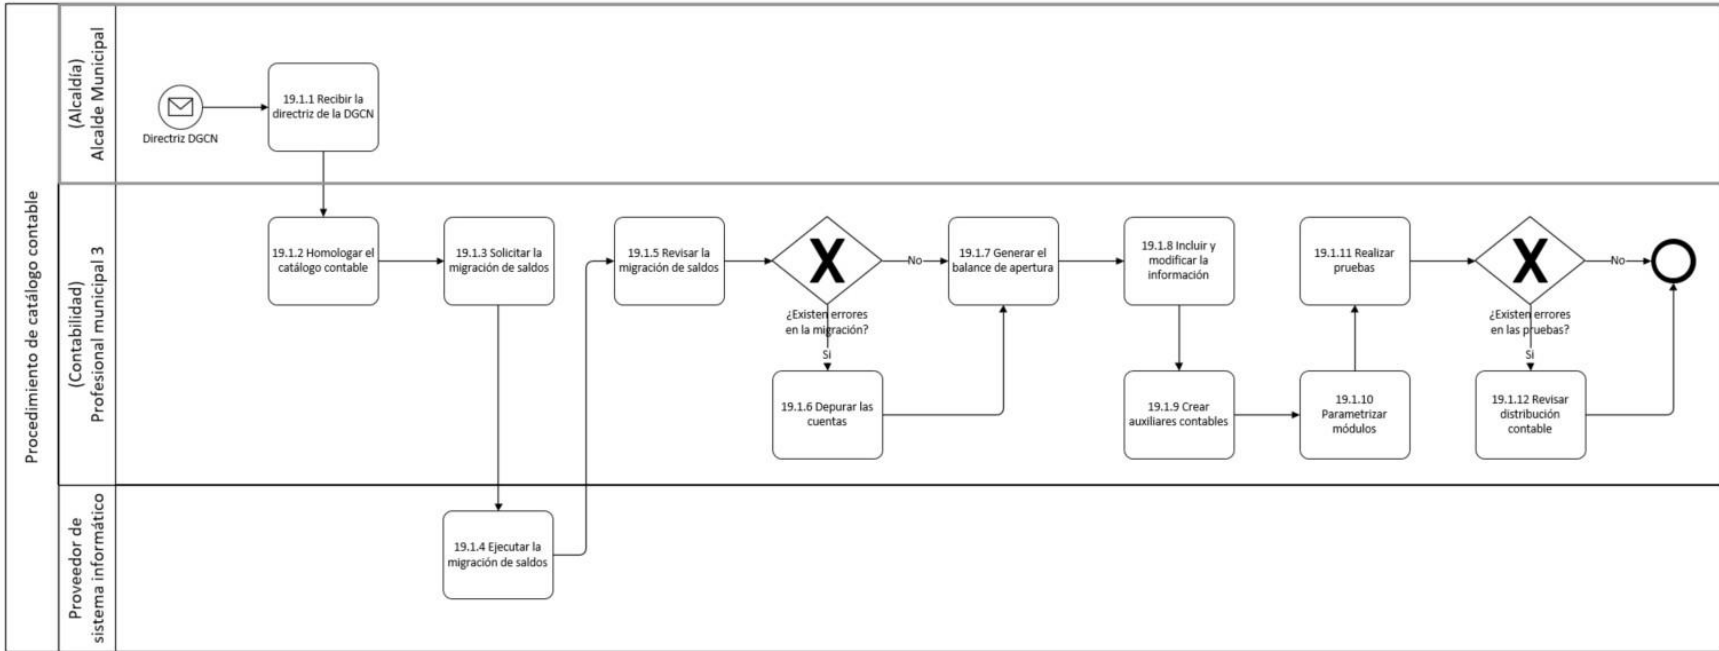 Procedimiento de catálogo contable
(Alcaldía)
Alcalde Municipal
Directriz DGCN
19.1.1 Recibir la
directriz de la DGCN
(Contabilidad)
Profesional municipal 3
19.1.2 Homologar el
catálogo contable
19.1.3 Solicitar la
migración de saldos
19.1.5 Revisar la
migración de saldos
X
¿Existen errores
en la migración?
No
Si
19.1.6 Depurar las
cuentas
19.1.7 Generar el
balance de apertura
19.1.8 Incluir y
modificar la
información
19.1.9 Crear
auxiliares contables
19.1.10
Parametrizar
módulos
19.1.11 Realizar
pruebas
X
¿Existen errores
en las pruebas?
No
Si
19.1.12 Revisar
distribución
contable
Proveedor de
sistema informático
19.1.4 Ejecutar la
migración de saldos